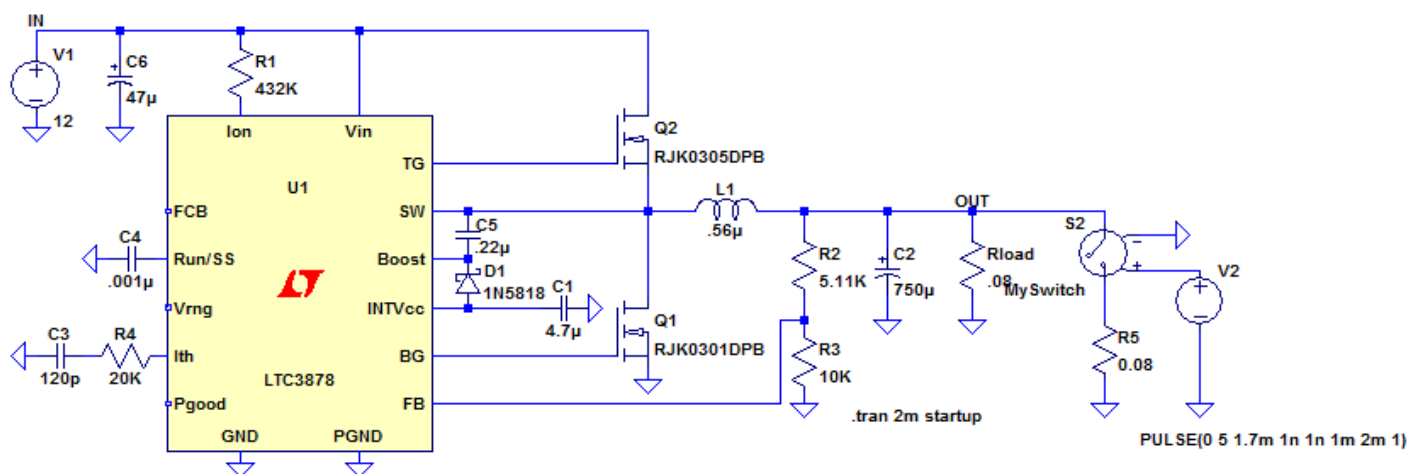 IN
V1
12
C6
47µ
R1
432K
Ion
Vin
U1
LTC3878
FCB
Run/SS
Vrng
Ith
Pgood
GND
PGND
TG
SW
Boost
INTVcc
BG
FB
C4
.001µ
C3
120p
R4
20K
C5
.22µ
D1
1N5818
C1
4.7µ
Q2
RJK0305DPB
Q1
RJK0301DPB
L1
.56µ
OUT
R2
5.11K
R3
10K
C2
750µ
Rload
.08
S2
MySwitch
R5
0.08
V2
.tran 2m startup
PULSE(0 5 1.7m 1n 1n 1m 2m 1)